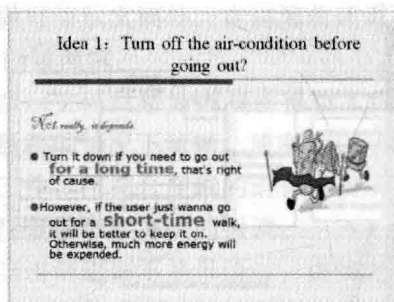 Idea 1: Turn off the air-condition before
going out?
Not really, it depends.
Turn it down if you need to go out
for a long time, that's right
of cause.
However, if the user just wanna go
out for a short-time walk,
it will be better to keep it on.
Otherwise, much more energy will
be expended.